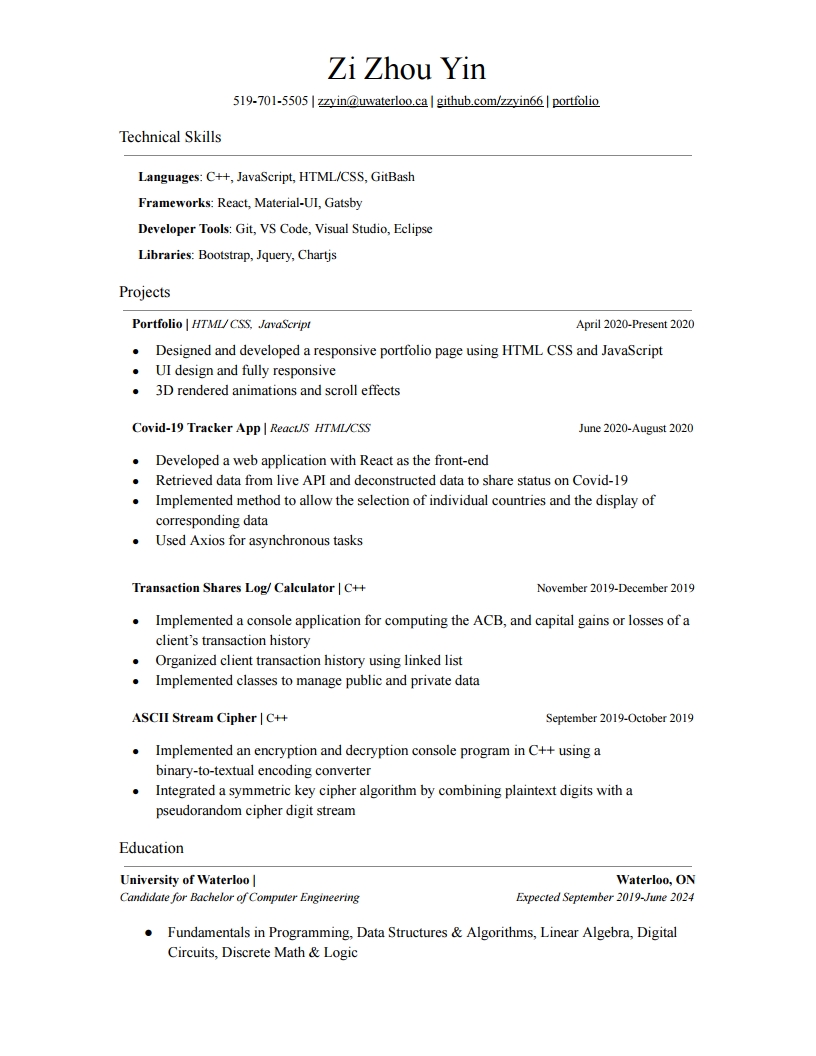 Zi Zhou Yin
519-701-5505 | zzyin@uwaterloo.ca | github.com/zzyin66 | portfolio
Technical Skills
Languages: C++, JavaScript, HTML/CSS, GitBash
Frameworks: React, Material-UI, Gatsby
Developer Tools: Git, VS Code, Visual Studio, Eclipse
Libraries: Bootstrap, Jquery, Chartjs
Projects
Portfolio | HTML/ CSS, JavaScript April 2020-Present 2020
● Designed and developed a responsive portfolio page using HTML CSS and JavaScript
● UI design and fully responsive
● 3D rendered animations and scroll effects
Covid-19 Tracker App | ReactJS HTML/CSS June 2020-August 2020
● Developed a web application with React as the front-end
● Retrieved data from live API and deconstructed data to share status on Covid-19
● Implemented method to allow the selection of individual countries and the display of
corresponding data
● Used Axios for asynchronous tasks
Transaction Shares Log/ Calculator | C++ November 2019-December 2019
● Implemented a console application for computing the ACB, and capital gains or losses of a
client’s transaction history
● Organized client transaction history using linked list
● Implemented classes to manage public and private data
ASCII Stream Cipher | C++ September 2019-October 2019
● Implemented an encryption and decryption console program in C++ using a
binary-to-textual encoding converter
● Integrated a symmetric key cipher algorithm by combining plaintext digits with a
pseudorandom cipher digit stream
Education
University of Waterloo | Waterloo, ON
Candidate for Bachelor of Computer Engineering Expected September 2019-June 2024
● Fundamentals in Programming, Data Structures & Algorithms, Linear Algebra, Digital
Circuits, Discrete Math & Logic